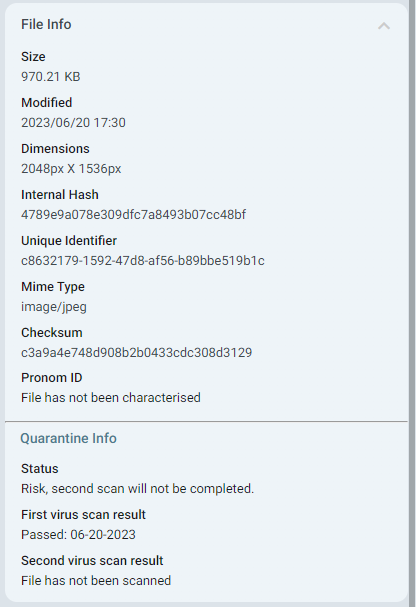 File Info
Size
970.21 KB
Modified
2023/06/20 17:30
Dimensions
2048px X 1536px
Internal Hash
4789e9a078e309dfc7a8493b07cc48bf
Unique Identifier
c8632179-1592-47d8-af56-b89bbe519b1c
Mime Type
image/jpeg
Checksum
c3a9a4e748d908b2b0433cdc308d3129
Pronom ID
File has not been characterised
Quarantine Info
Status
Risk, second scan will not be completed.
First virus scan result
Passed: 06-20-2023
Second virus scan result
File has not been scanned